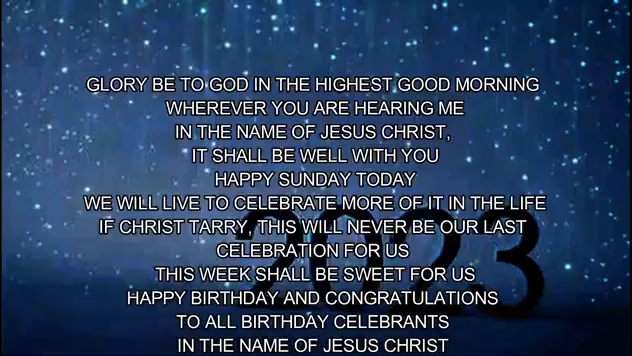 GLORY BE TO GOD IN THE HIGHEST GOOD MORNING
WHEREVER YOU ARE HEARING ME
IN THE NAME OF JESUS CHRIST,
IT SHALL BE WELL WITH YOU
HAPPY SUNDAY TODAY
WE WILL LIVE TO CELEBRATE MORE OF IT IN THE LIFE
IF CHRIST TARRY, THIS WILL NEVER BE OUR LAST
CELEBRATION FOR US
THIS WEEK SHALL BE SWEET FOR US
HAPPY BIRTHDAY AND CONGRATULATIONS
TO ALL BIRTHDAY CELEBRANTS
IN THE NAME OF JESUS CHRIST
2023